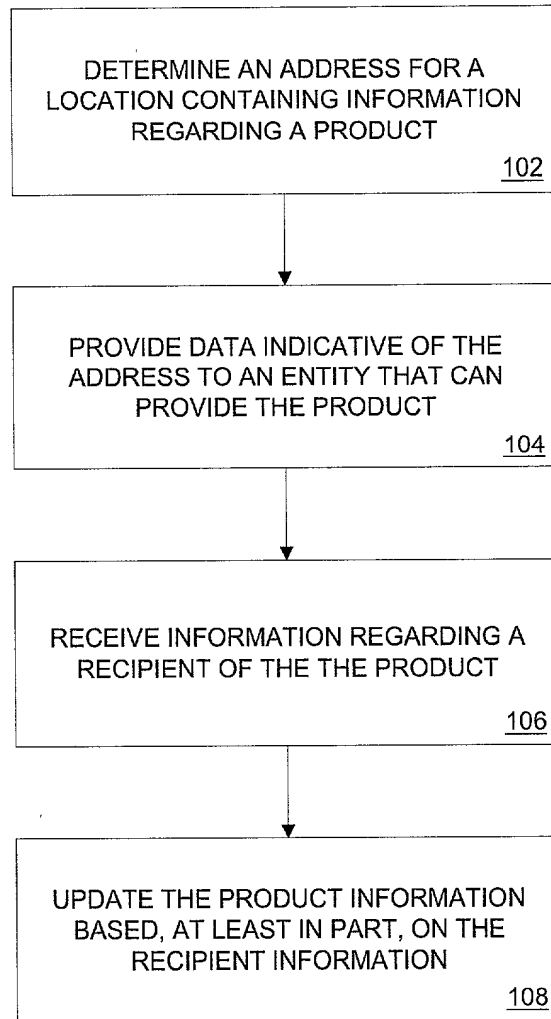 DETERMINE AN ADDRESS FOR A
LOCATION CONTAINING INFORMATION
REGARDING A PRODUCT
102
PROVIDE DATA INDICATIVE OF THE
ADDRESS TO AN ENTITY THAT CAN
PROVIDE THE PRODUCT
104
RECEIVE INFORMATION REGARDING A
RECIPIENT OF THE THE PRODUCT
106
UPDATE THE PRODUCT INFORMATION
BASED, AT LEAST IN PART, ON THE
RECIPIENT INFORMATION
108